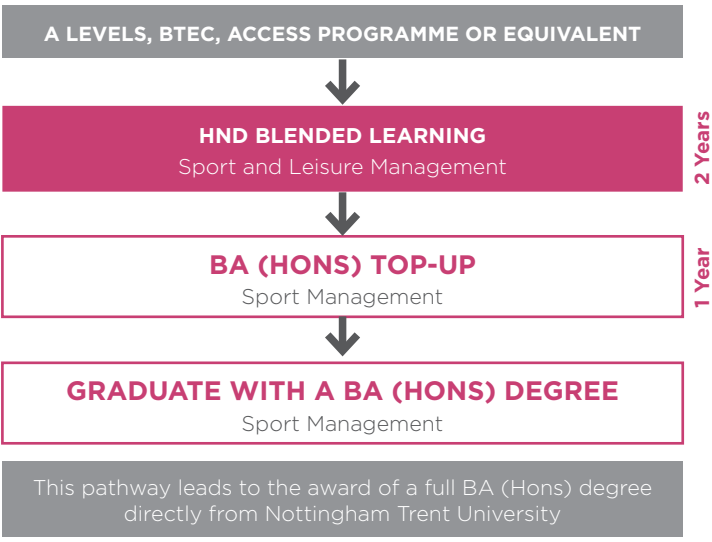 A LEVELS, BTEC, ACCESS PROGRAMME OR EQUIVALENT
HND BLENDED LEARNING
Sport and Leisure Management
2 Years
BA (HONS) TOP-UP
Sport Management
1 Year
GRADUATE WITH A BA (HONS) DEGREE
Sport Management
This pathway leads to the award of a full BA (Hons) degree
directly from Nottingham Trent University